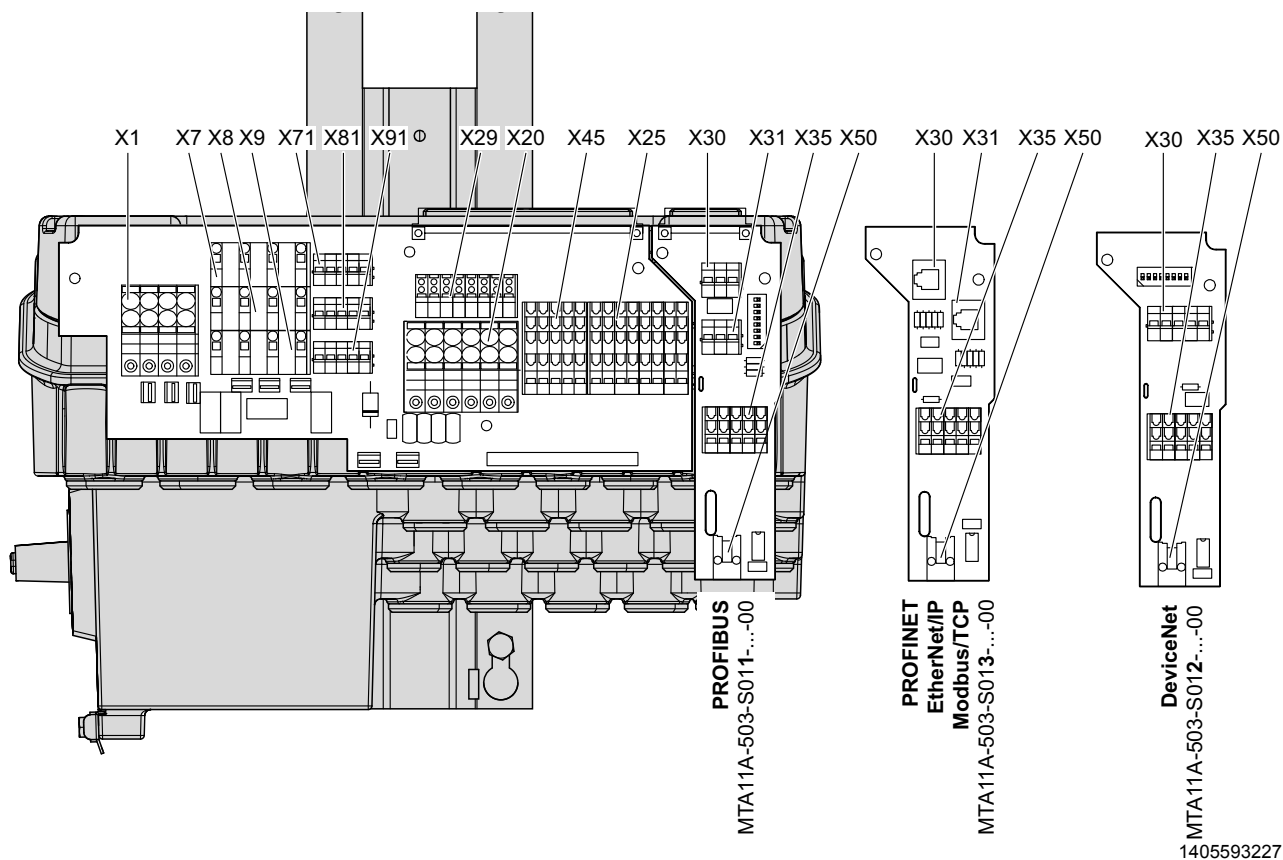 X1 X7 X8 X9 X71 X81 X91 X29 X20 X45 X25 X30 X31 X35 X50 X30 X31 X35 X50 X30 X35 X50
PROFIBUS
MTA11A-503-S011-...-00
PROFINET
EtherNet/IP
Modbus/TCP
MTA11A-503-S013-...-00
DeviceNet
MTA11A-503-S012-...-00
1405593227